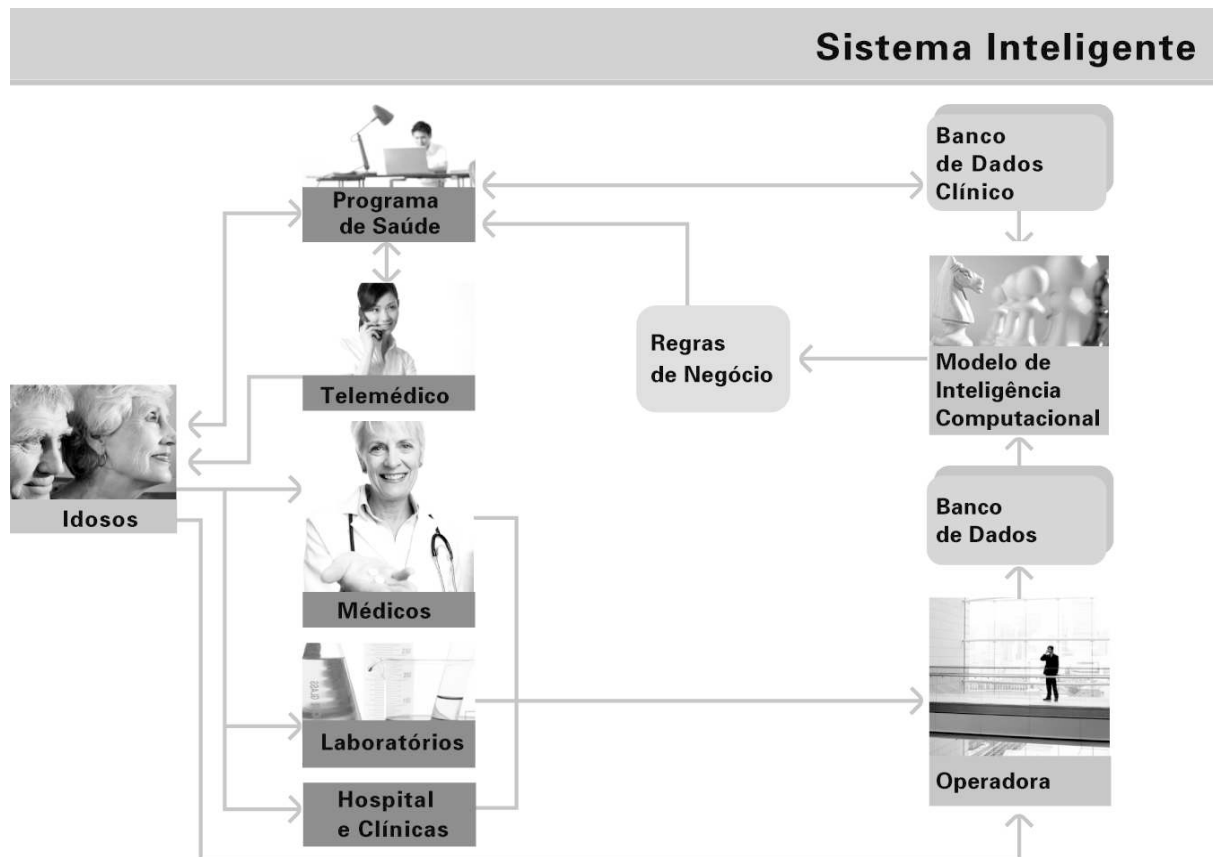 Sistema Inteligente
Programa
de Saúde
Banco
de Dados
Clínico
Telemédico
Regras
de Negócio
Modelo de
Inteligência
Computacional
Idosos
Médicos
Banco
de Dados
Laboratórios
Operadora
Hospital
e Clínicas